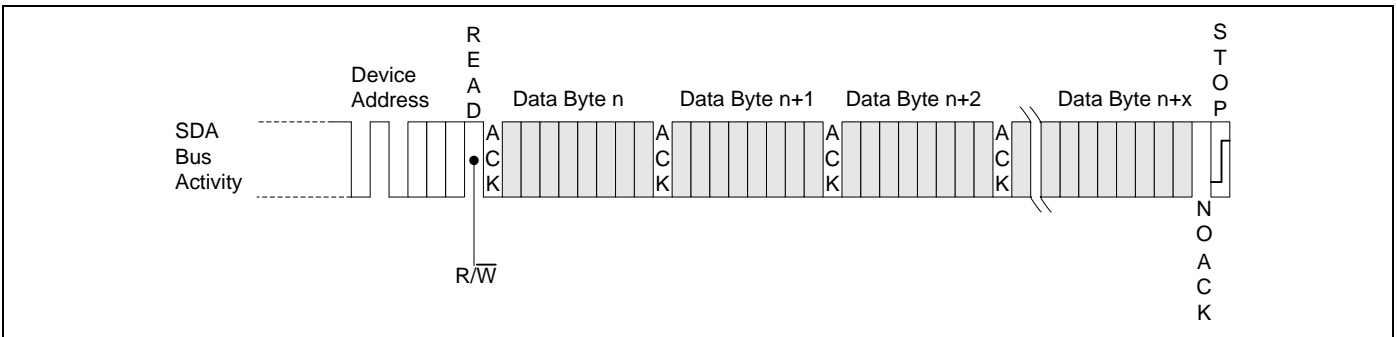 READ
STOP
Device
Address
Data Byte n
Data Byte n+1
Data Byte n+2
Data Byte n+x
SDA
Bus
Activity
ACK
ACK
ACK
ACK
NO ACK
R/W̅